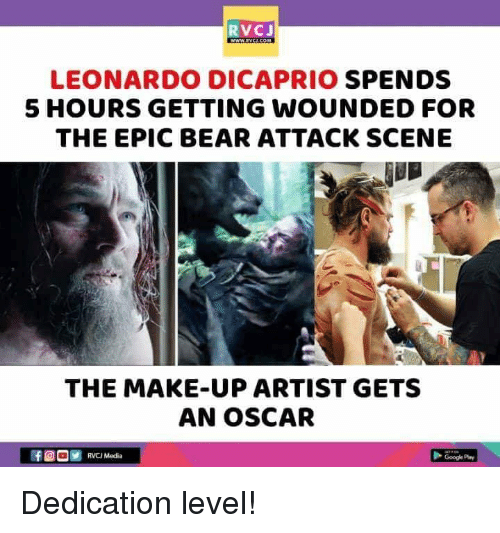 RVCJ
WWW.RVCJ.COM
LEONARDO DICAPRIO SPENDS
5 HOURS GETTING WOUNDED FOR
THE EPIC BEAR ATTACK SCENE
THE MAKE-UP ARTIST GETS
AN OSCAR
RVCJ Media
GET IT ON
Google Play
Dedication level!